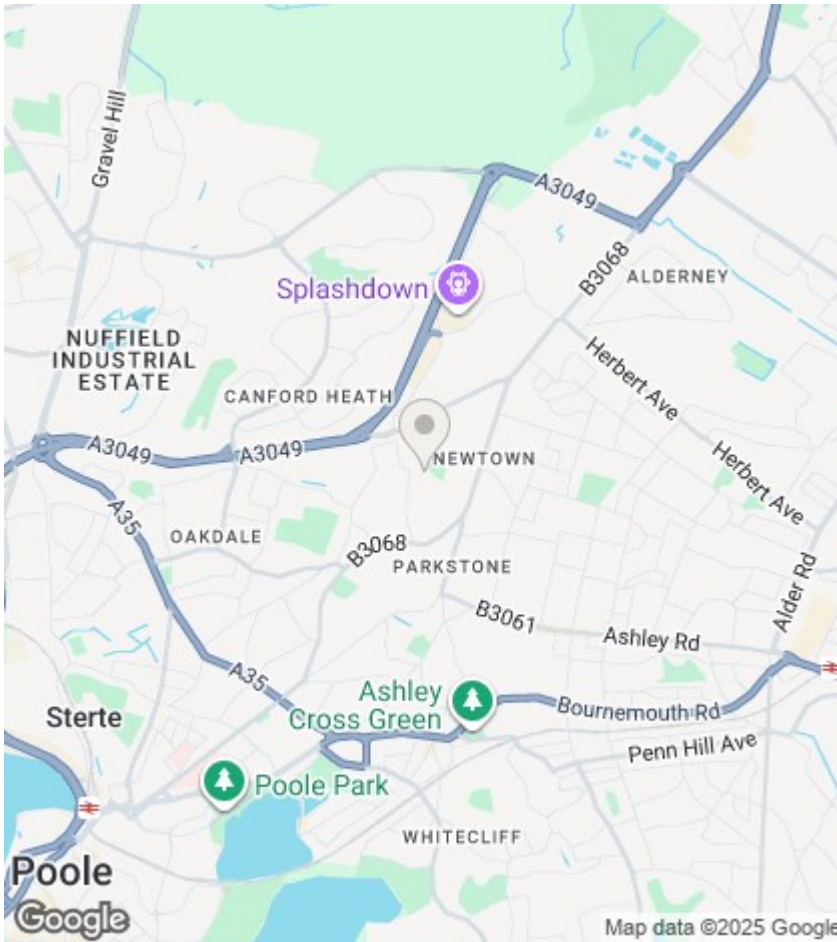 Gravel Hill
A3049
B3068
ALDERNEY
Splashdown
NUFFIELD
INDUSTRIAL
ESTATE
Herbert Ave
CANFORD HEATH
A3049
A3049
NEWTOWN
Herbert Ave
A35
OAKDALE
B3068
PARKSTONE
Alder Rd
B3061
Ashley Rd
A35
Ashley
Cross Green
Sterte
Bournemouth Rd
Penn Hill Ave
Poole Park
WHITECLIFF
Poole
Google
Map data ©2025 Google